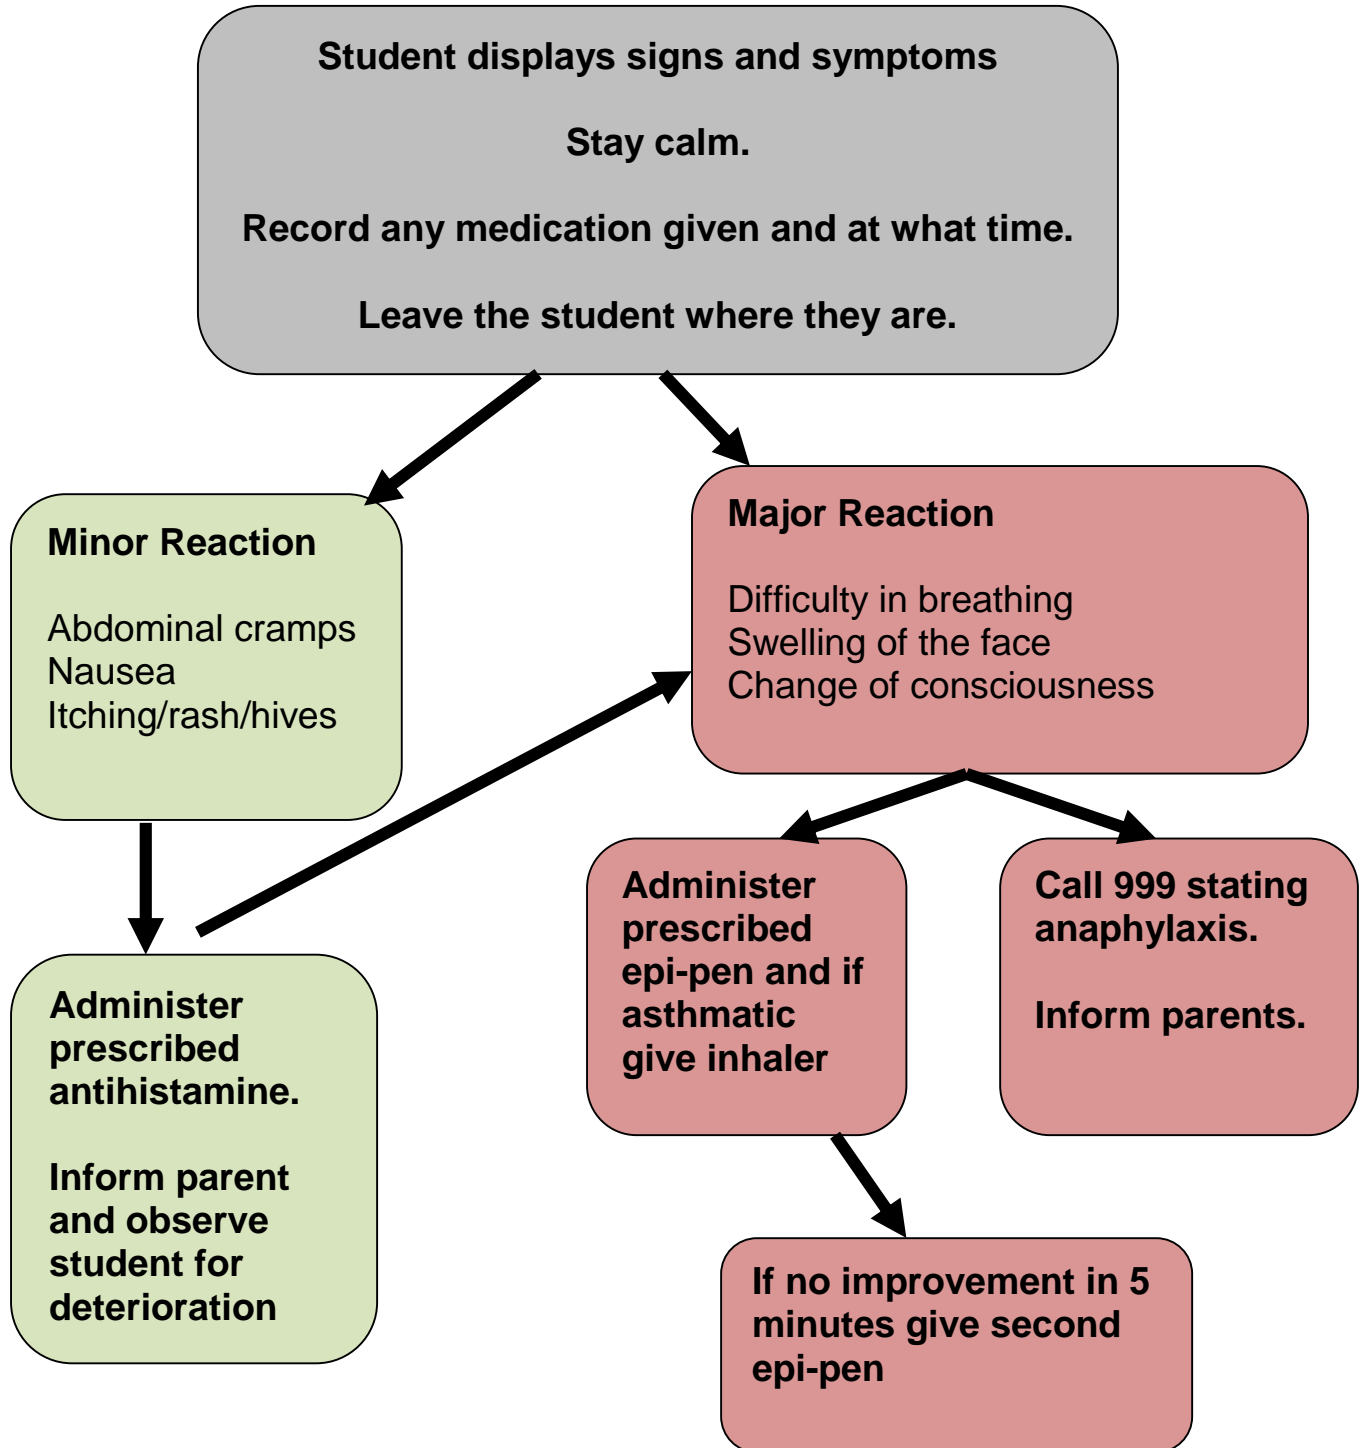 Student displays signs and symptoms
Stay calm.
Record any medication given and at what time.
Leave the student where they are.
Minor Reaction
Abdominal cramps
Nausea
Itching/rash/hives
Major Reaction
Difficulty in breathing
Swelling of the face
Change of consciousness
Administer
prescribed
antihistamine.
Inform parent
and observe
student for
deterioration
Administer
prescribed
epi-pen and if
asthmatic
give inhaler
Call 999 stating
anaphylaxis.
Inform parents.
If no improvement in 5
minutes give second
epi-pen